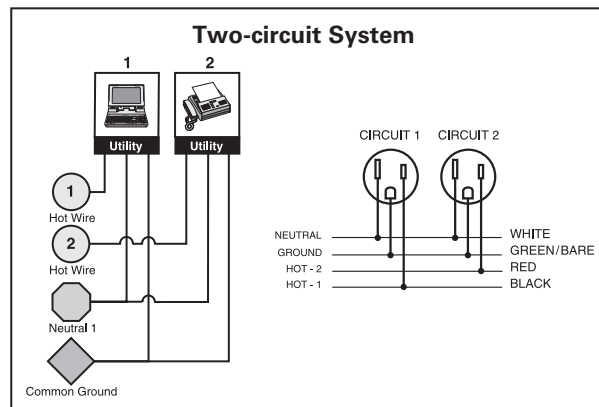 Two-circuit System
1
2
Utility
Utility
1
Hot Wire
2
Hot Wire
Neutral 1
Common Ground
CIRCUIT 1
CIRCUIT 2
NEUTRAL
WHITE
GROUND
GREEN/BARE
HOT - 2
RED
HOT - 1
BLACK